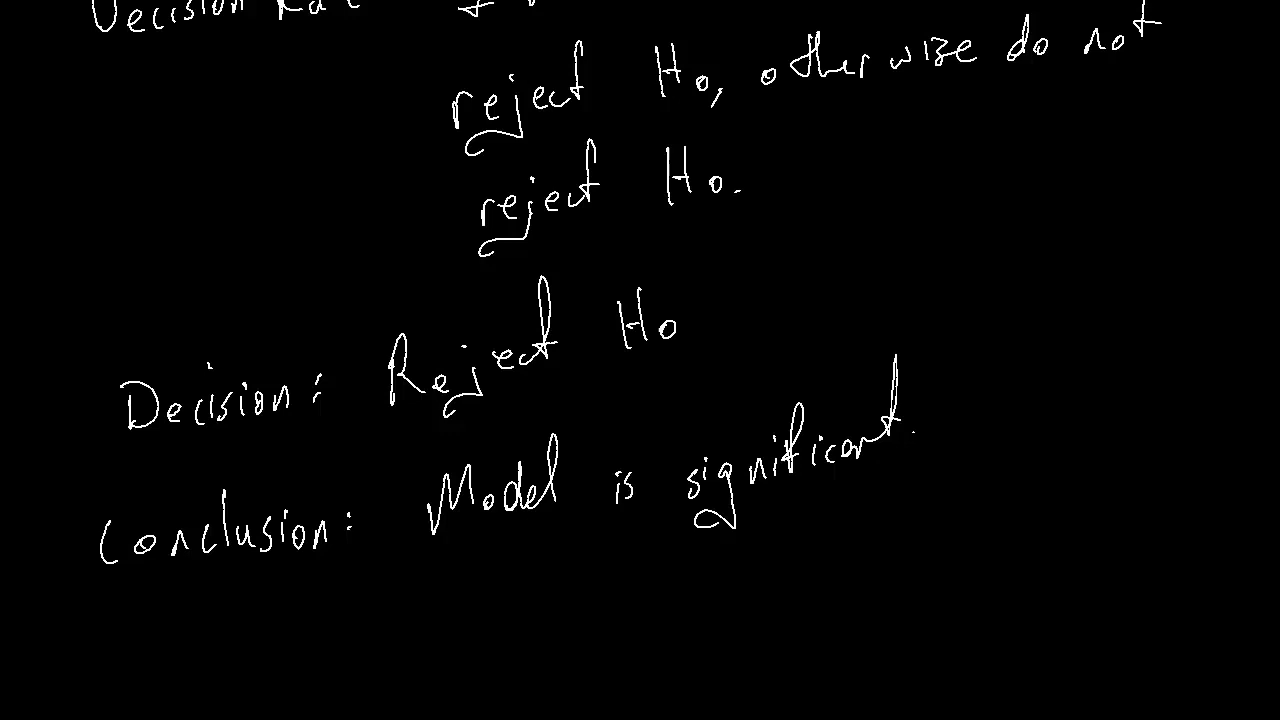 Decision
reject Ho, otherwise do not
reject Ho.
Decision: Reject Ho
Conclusion: Model is significant.